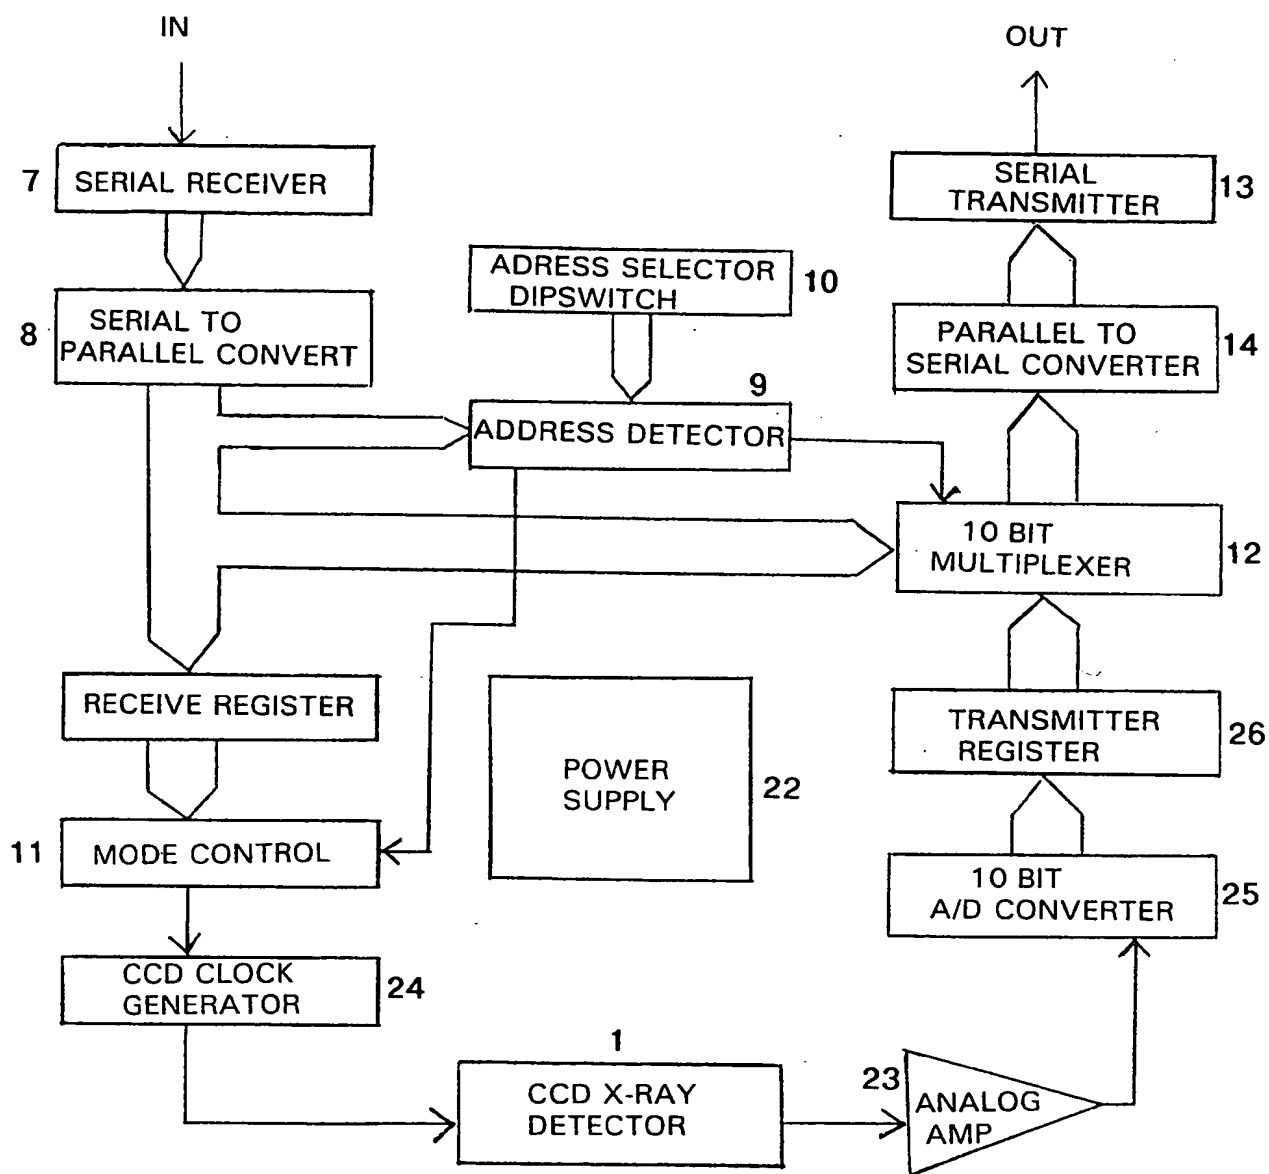 IN
OUT
7
SERIAL RECEIVER
SERIAL
TRANSMITTER
13
ADRESS SELECTOR
DIPSWITCH
10
8
SERIAL TO
PARALLEL CONVERT
PARALLEL TO
SERIAL CONVERTER
14
9
ADDRESS DETECTOR
10 BIT
MULTIPLEXER
12
RECEIVE REGISTER
TRANSMITTER
REGISTER
26
POWER
SUPPLY
22
11
MODE CONTROL
10 BIT
A/D CONVERTER
25
CCD CLOCK
GENERATOR
24
1
CCD X-RAY
DETECTOR
23
ANALOG
AMP